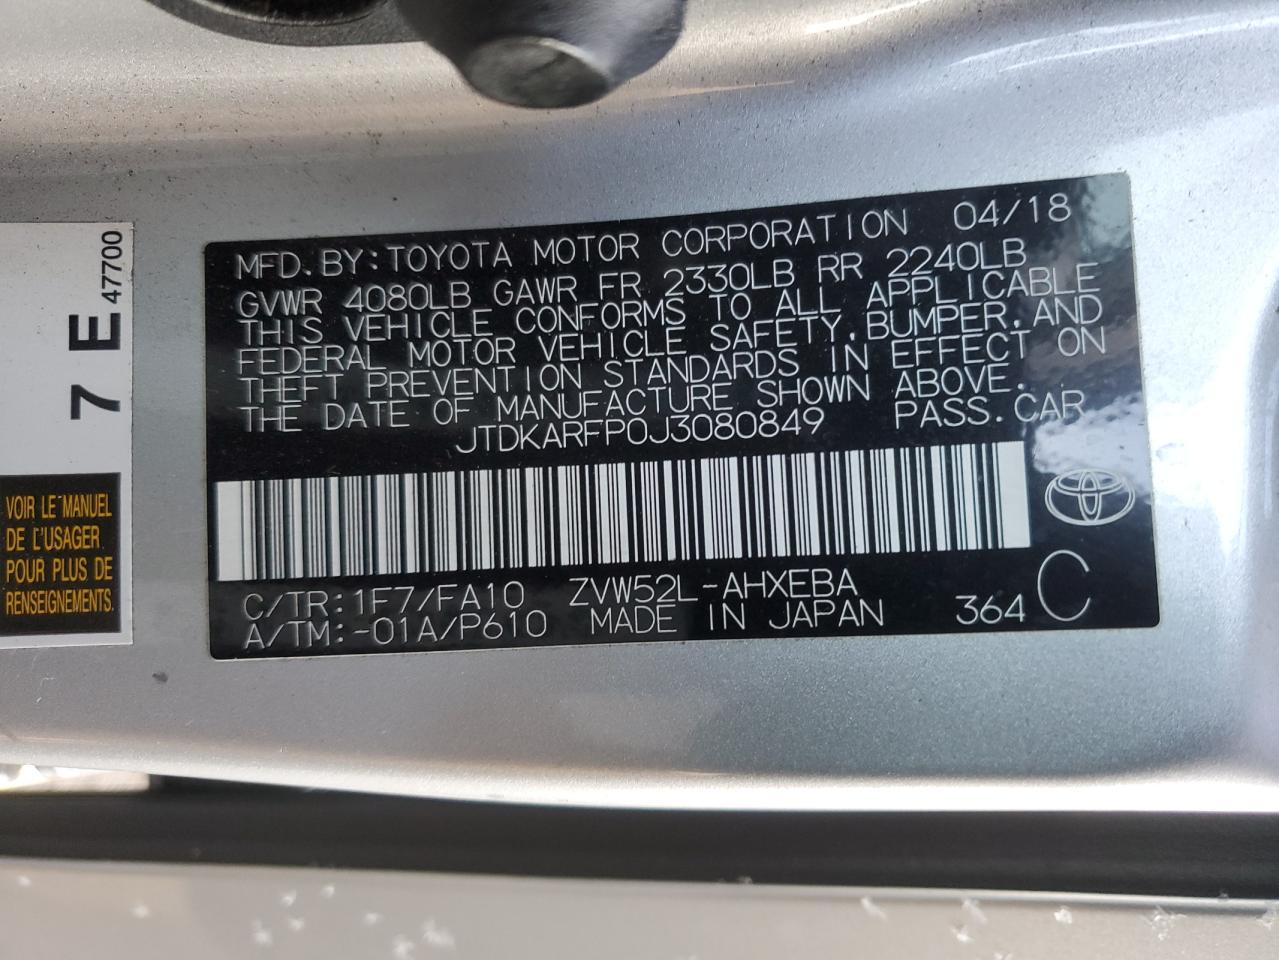 MFD.BY:TOYOTA MOTOR CORPORATION 04/18
GVWR 4080LB GAWR FR 2330LB RR 2240LB
THIS VEHICLE CONFORMS TO ALL APPLICABLE
FEDERAL MOTOR VEHICLE SAFETY,BUMPER,AND
THEFT PREVENTION STANDARDS IN EFFECT ON
THE DATE OF MANUFACTURE SHOWN ABOVE.
JTDKARFP0J3080849 PASS.CAR
C/TR:1F7/FA10 ZVW52L-AHXEBA
A/TM:-01A/P610 MADE IN JAPAN 364 C
7 E 47700
VOIR LE MANUEL
DE L'USAGER
POUR PLUS DE
RENSEIGNEMENTS.